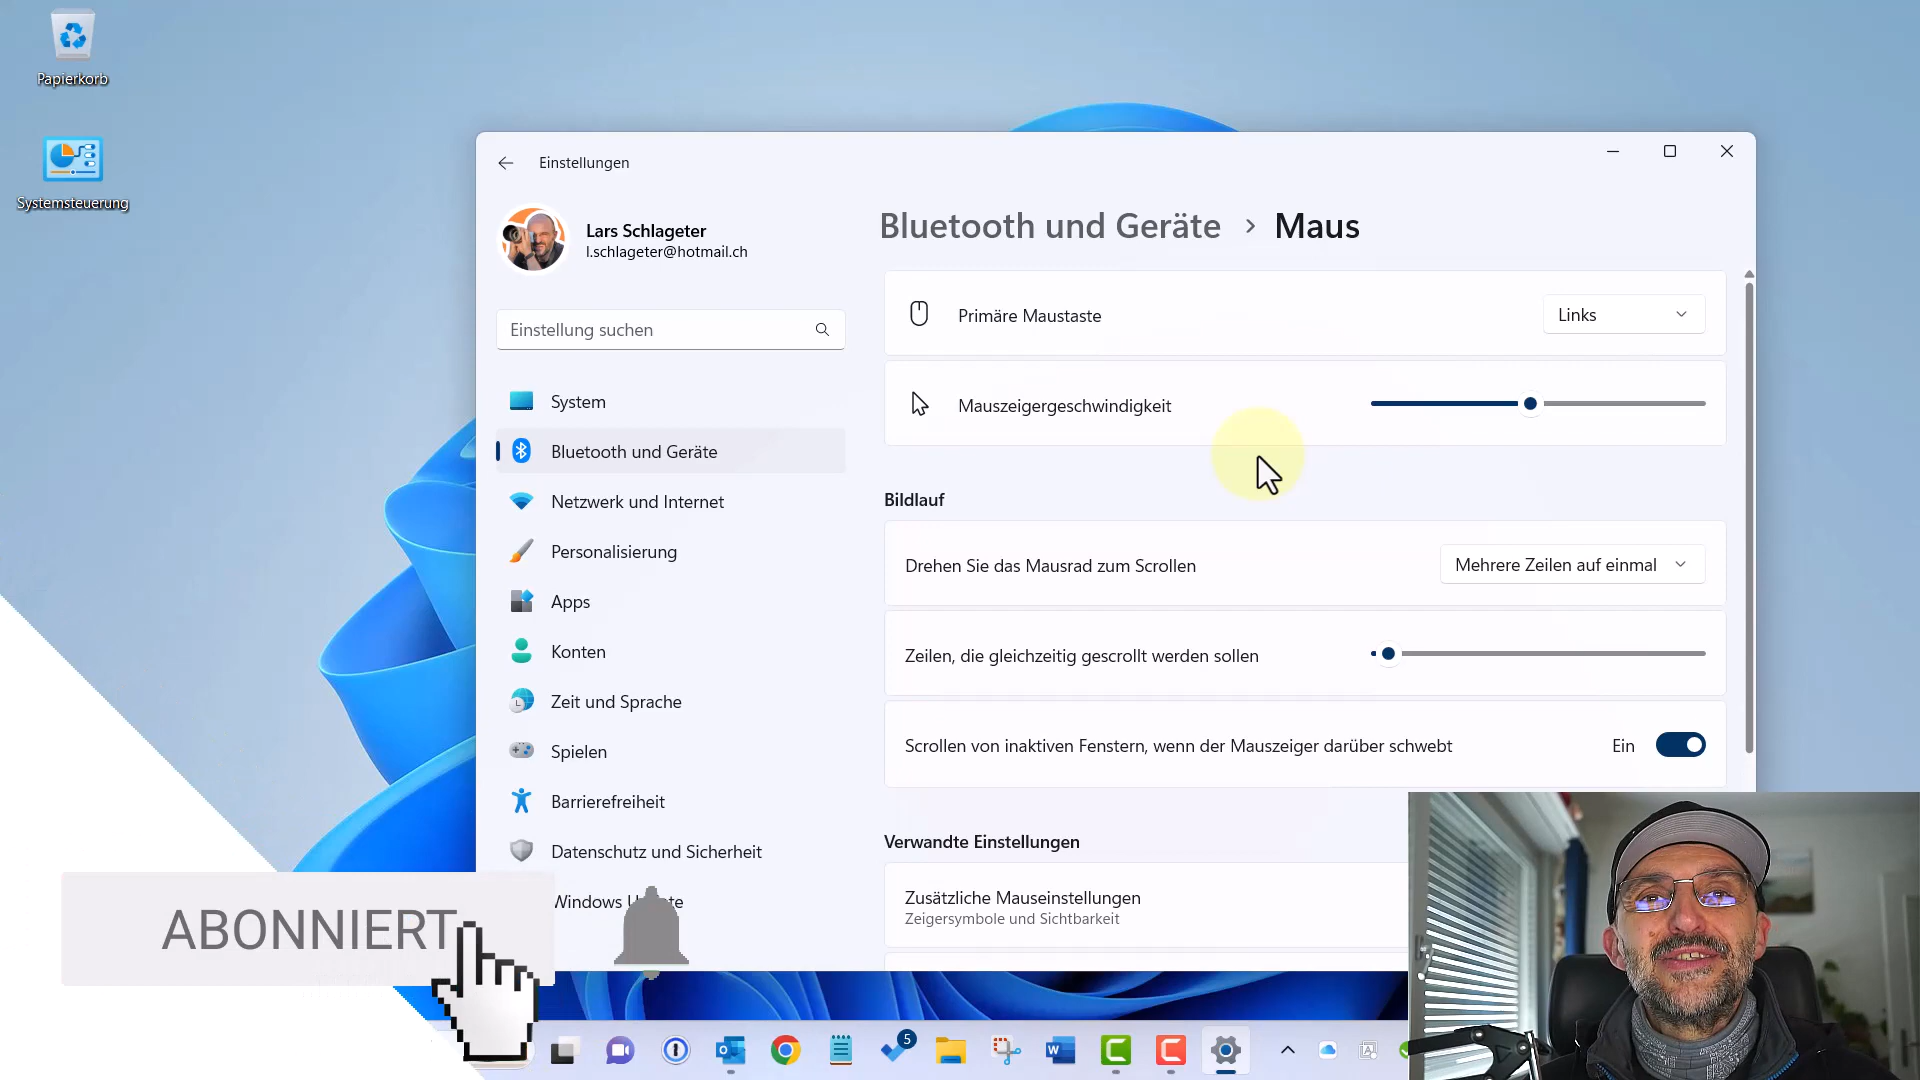 Papierkorb
Systemsteuerung
Einstellungen
Lars Schlageter
l.schlageter@hotmail.ch
Einstellung suchen
System
Bluetooth und Geräte
Netzwerk und Internet
Personalisierung
Apps
Konten
Zeit und Sprache
Spielen
Barrierefreiheit
Datenschutz und Sicherheit
Windows
Bluetooth und Geräte > Maus
Primäre Maustaste
Links
Mauszeigergeschwindigkeit
Bildlauf
Drehen Sie das Mausrad zum Scrollen
Mehrere Zeilen auf einmal
Zeilen, die gleichzeitig gescrollt werden sollen
Scrollen von inaktiven Fenstern, wenn der Mauszeiger darüber schwebt
Ein
Verwandte Einstellungen
Zusätzliche Mauseinstellungen
Zeigersymbole und Sichtbarkeit
ABONNIERT
5